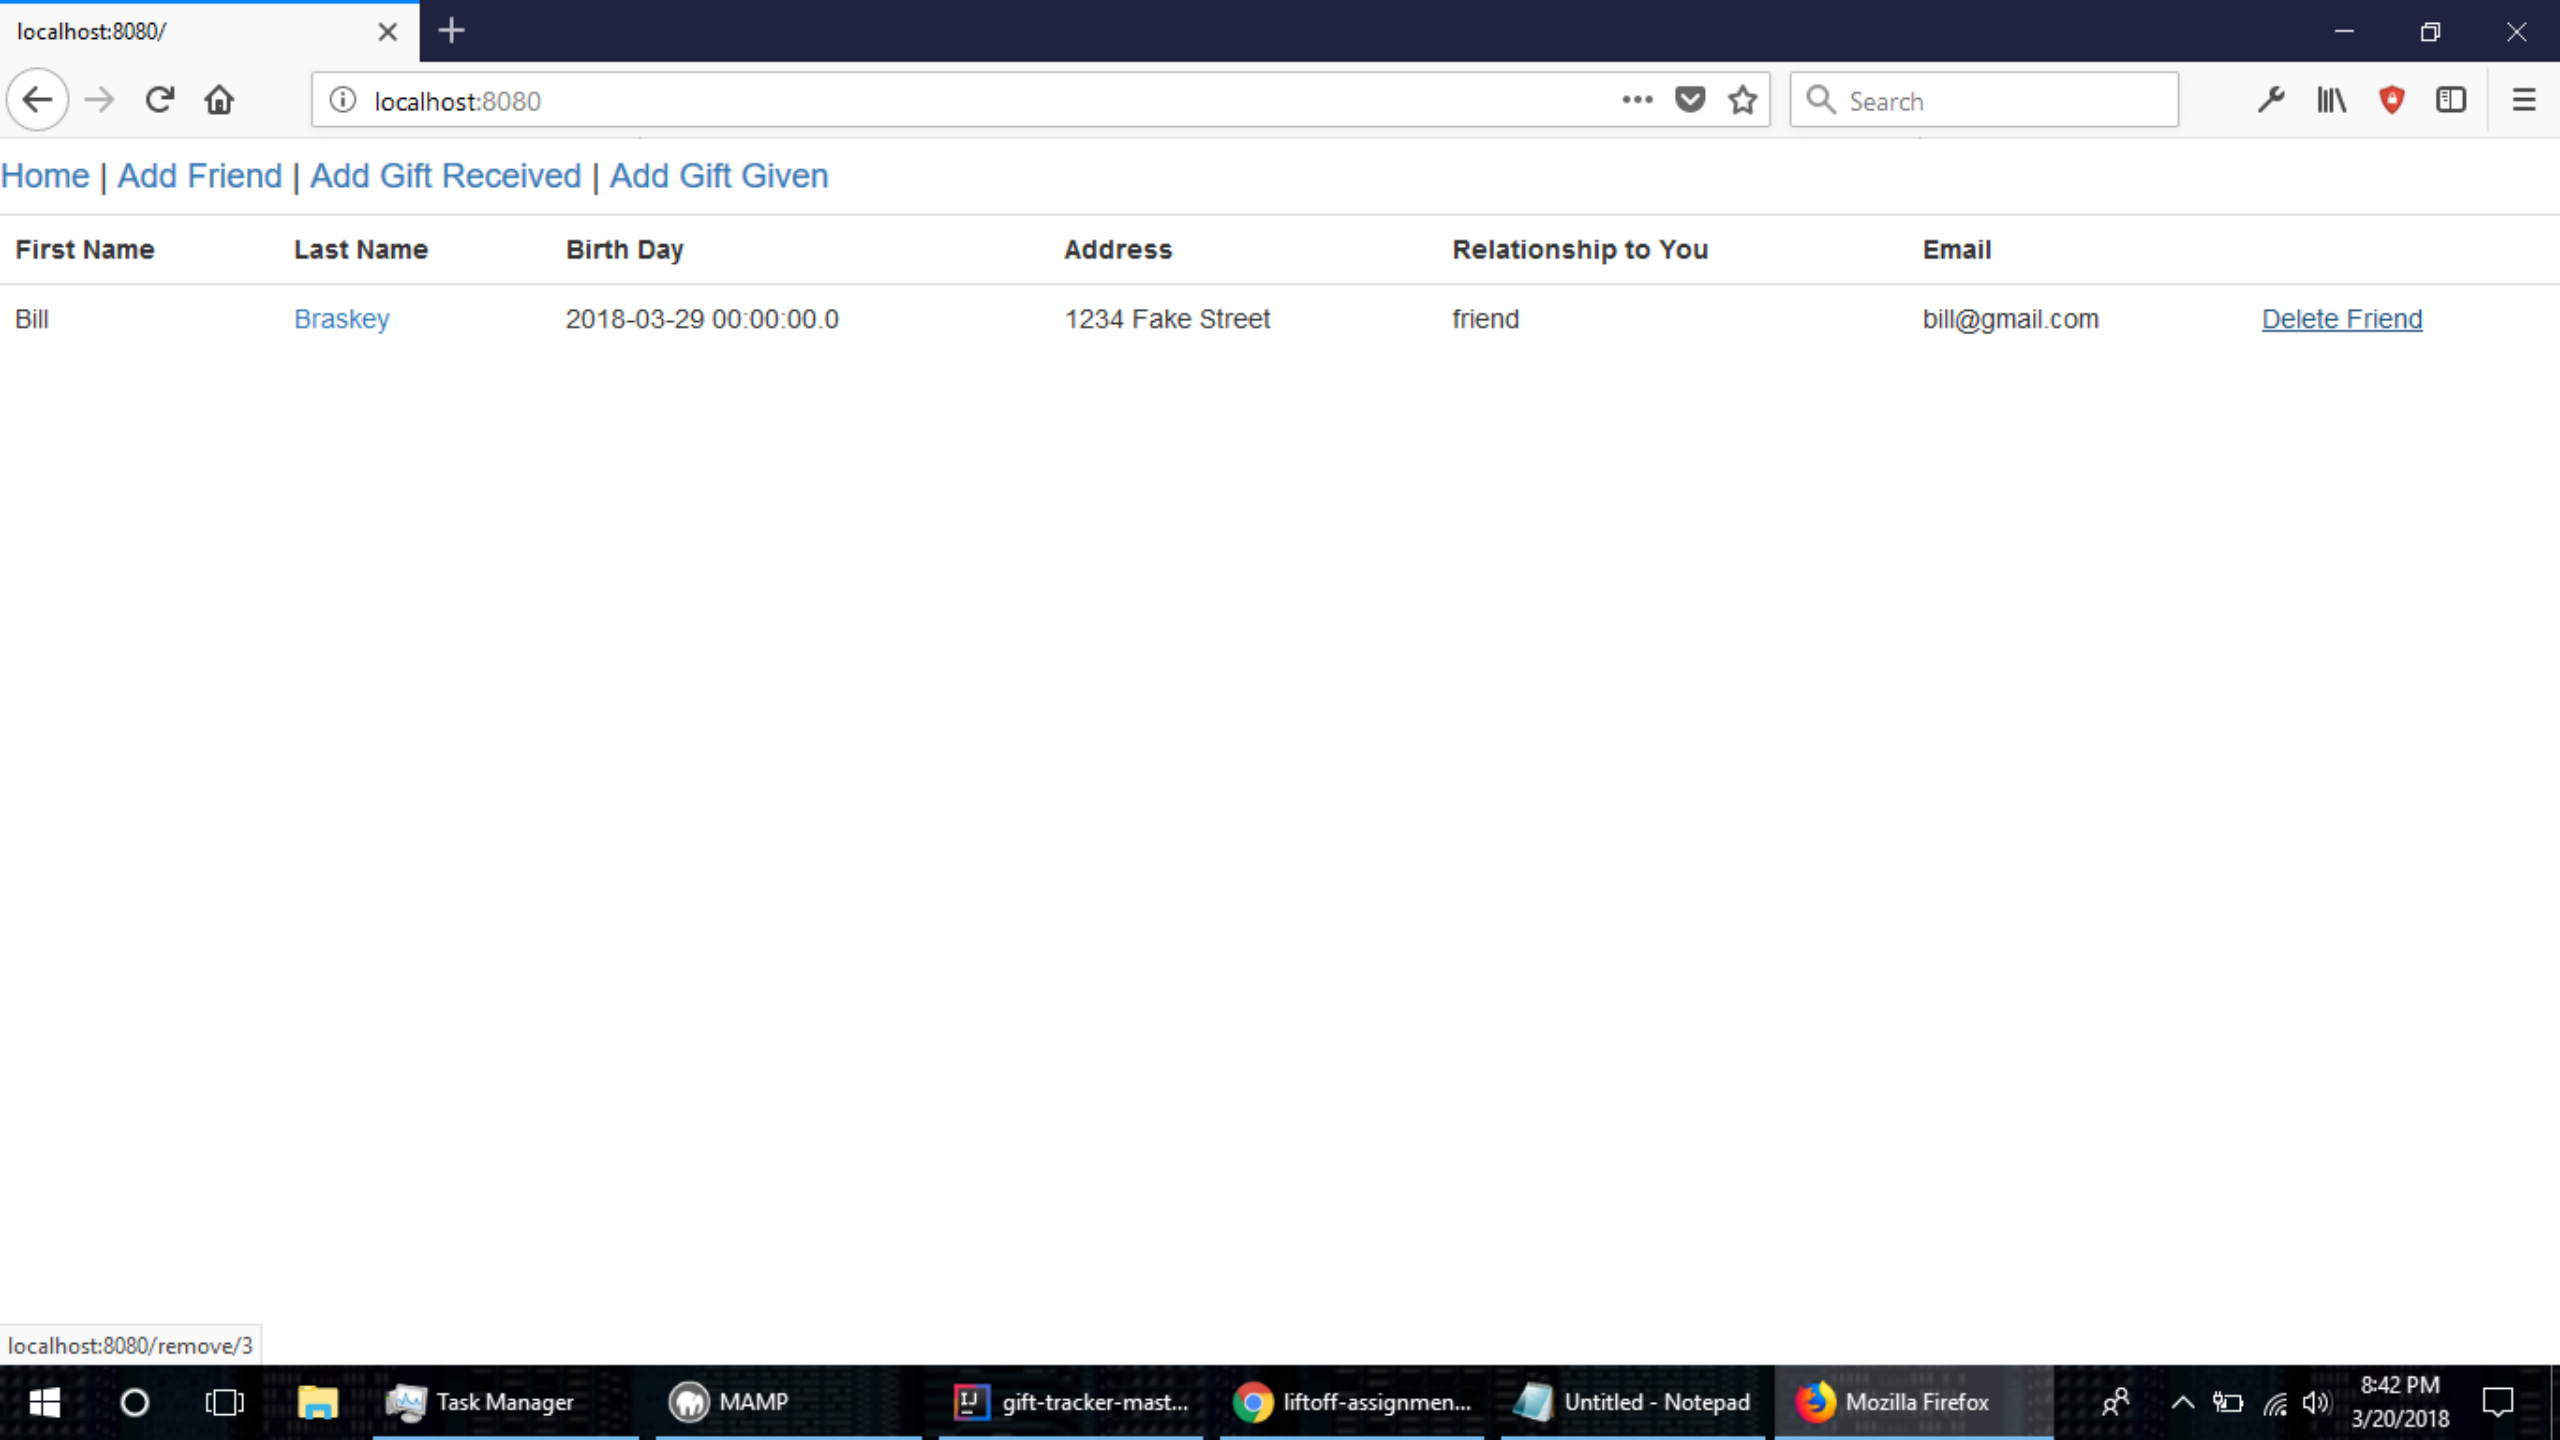 localhost:8080/
localhost:8080
Search
Home | Add Friend | Add Gift Received | Add Gift Given
First Name Last Name Birth Day Address Relationship to You Email
Bill Braskey 2018-03-29 00:00:00.0 1234 Fake Street friend bill@gmail.com Delete Friend
localhost:8080/remove/3
Task Manager MAMP gift-tracker-mast... liftoff-assignmen... Untitled - Notepad Mozilla Firefox 8:42 PM
3/20/2018